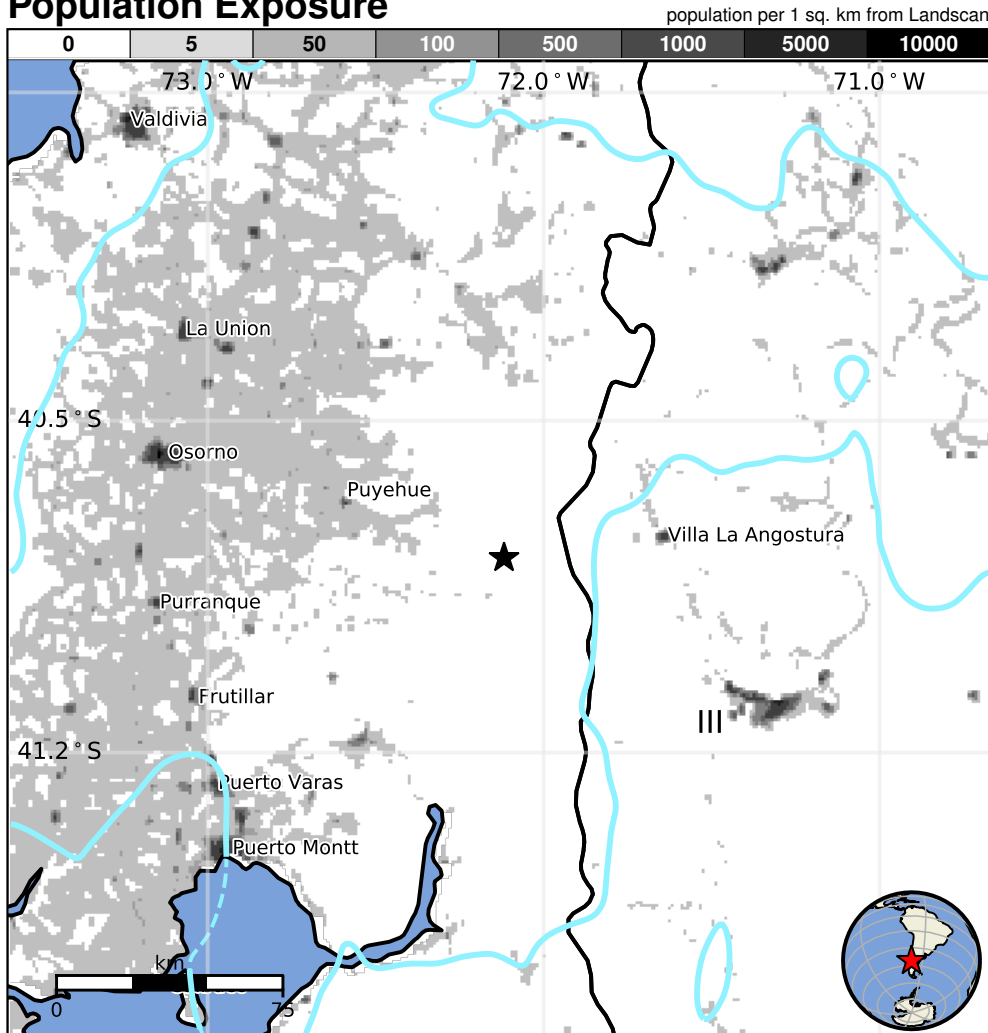 Population Exposure
population per 1 sq. km from Landscan
0 5 50 100 500 1000 5000 10000
73.0°W 72.0°W 71.0°W
Valdivia
La Union
40.5°S
Osorno
Puyehue
Villa La Angostura
Purranque
Frutillar
III
41.2°S
Puerto Varas
Puerto Montt
km
0 75